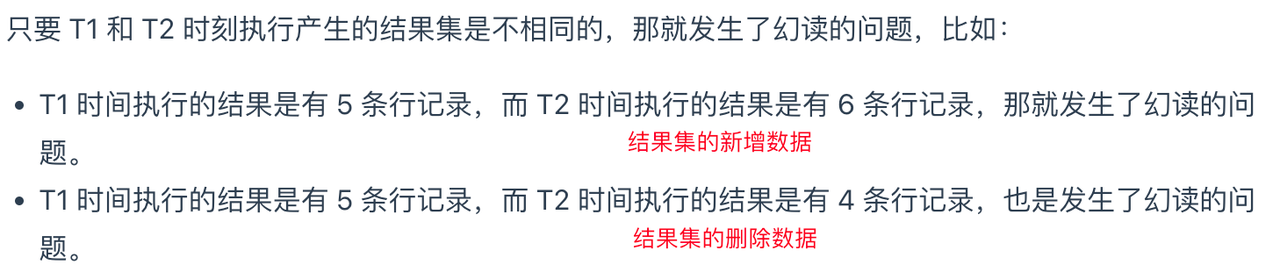 只要 T1 和 T2 时刻执行产生的结果集是不相同的，那就发生了幻读的问题，比如：
• T1 时间执行的结果是有 5 条行记录，而 T2 时间执行的结果是有 6 条行记录，那就发生了幻读的问
题。
结果集的新增数据
• T1 时间执行的结果是有 5 条行记录，而 T2 时间执行的结果是有 4 条行记录，也是发生了幻读的问
题。
结果集的删除数据